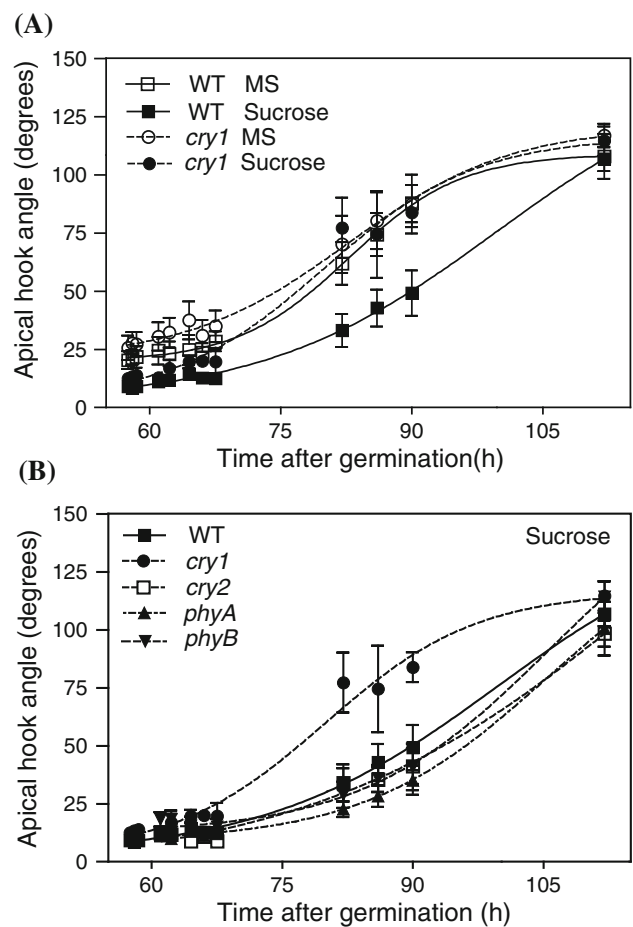 (A)
150
125
100
75
50
25
0
Apical hook angle (degrees)
WT MS
WT Sucrose
cry1 MS
cry1 Sucrose
60 75 90 105
Time after germination(h)
(B)
150
125
100
75
50
25
0
Apical hook angle (degrees)
WT
cry1
cry2
phyA
phyB
Sucrose
60 75 90 105
Time after germination (h)